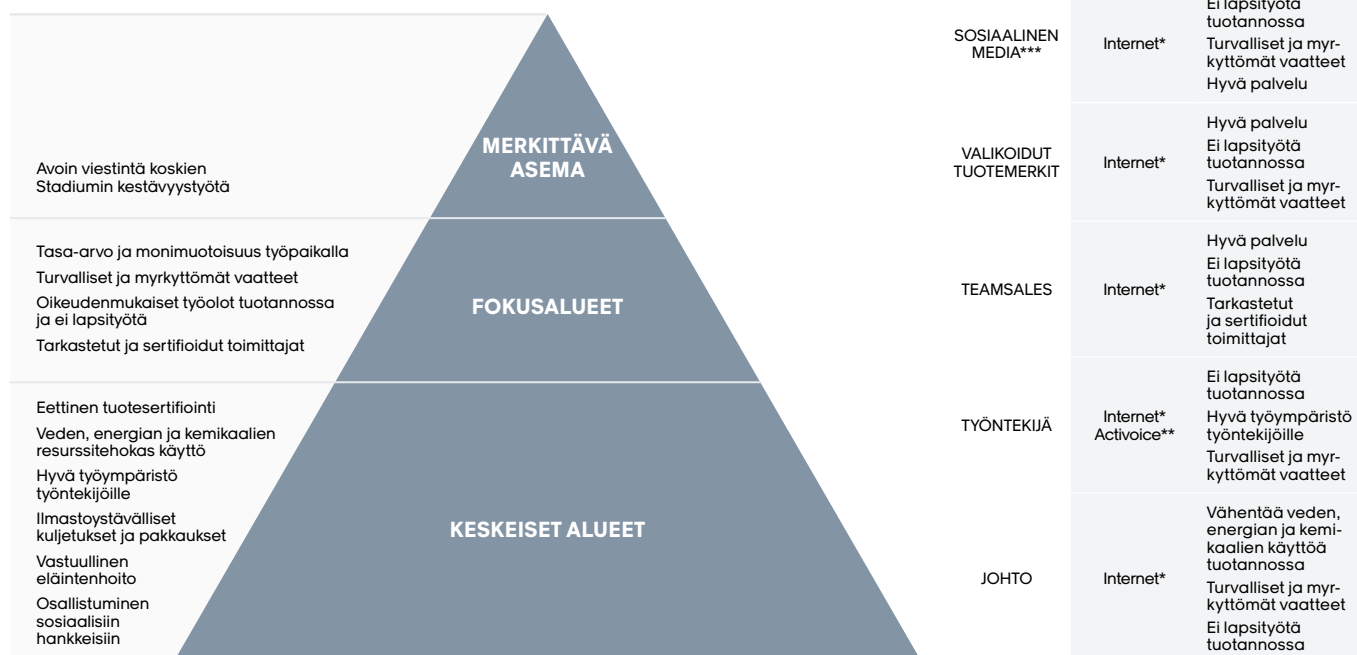 Avoin viestintä koskien
Stadiumin kestävyystyötä
MERKITTÄVÄ
ASEMA
Tasa-arvo ja monimuotoisuus työpaikalla
Turvalliset ja myrkyttömät vaatteet
Oikeudenmukaiset työolot tuotannossa
ja ei lapsityötä
Tarkastetut ja sertifioidut toimittajat
FOKUSALUEET
Eettinen tuotesertifiointi
Veden, energian ja kemikaalien
resurssitehokas käyttö
Hyvä työympäristö
työntekijöille
Ilmastoystävälliset
kuljetukset ja pakkaukset
Vastuullinen
eläintenhoito
Osallistuminen
sosiaalisiin
hankkeisiin
KESKEISET ALUEET
SOSIAALINEN
MEDIA***
Internet*
Ei lapsityötä
tuotannossa
Turvalliset ja myr-
kyttömät vaatteet
Hyvä palvelu
VALIKOIDUT
TUOTEMERKIT
Internet*
Hyvä palvelu
Ei lapsityötä
tuotannossa
Turvalliset ja myr-
kyttömät vaatteet
TEAMSALES
Internet*
Hyvä palvelu
Ei lapsityötä
tuotannossa
Tarkastetut
ja sertifioidut
toimittajat
TYÖNTEKIJÄ
Internet*
Activoice**
Ei lapsityötä
tuotannossa
Hyvä työympäristö
työntekijöille
Turvalliset ja myr-
kyttömät vaatteet
JOHTO
Internet*
Vähentää veden,
energian ja kemi-
kaalien käyttöä
tuotannossa
Turvalliset ja myr-
kyttömät vaatteet
Ei lapsityötä
tuotannossa